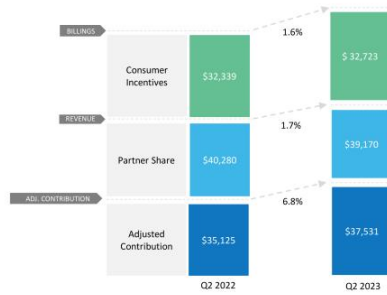 BILLINGS
1.6%
Consumer
Incentives
$32,339
$ 32,723
REVENUE
1.7%
Partner Share
$40,280
$39,170
ADJ. CONTRIBUTION
6.8%
Adjusted
Contribution
$35,125
$37,531
Q2 2022
Q2 2023